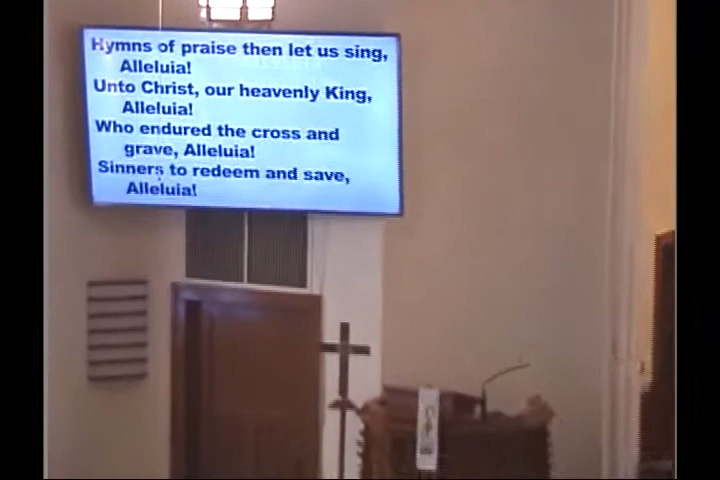 Hymns of praise then let us sing,
Alleluia!
Unto Christ, our heavenly King,
Alleluia!
Who endured the cross and
grave, Alleluia!
Sinners to redeem and save,
Alleluia!